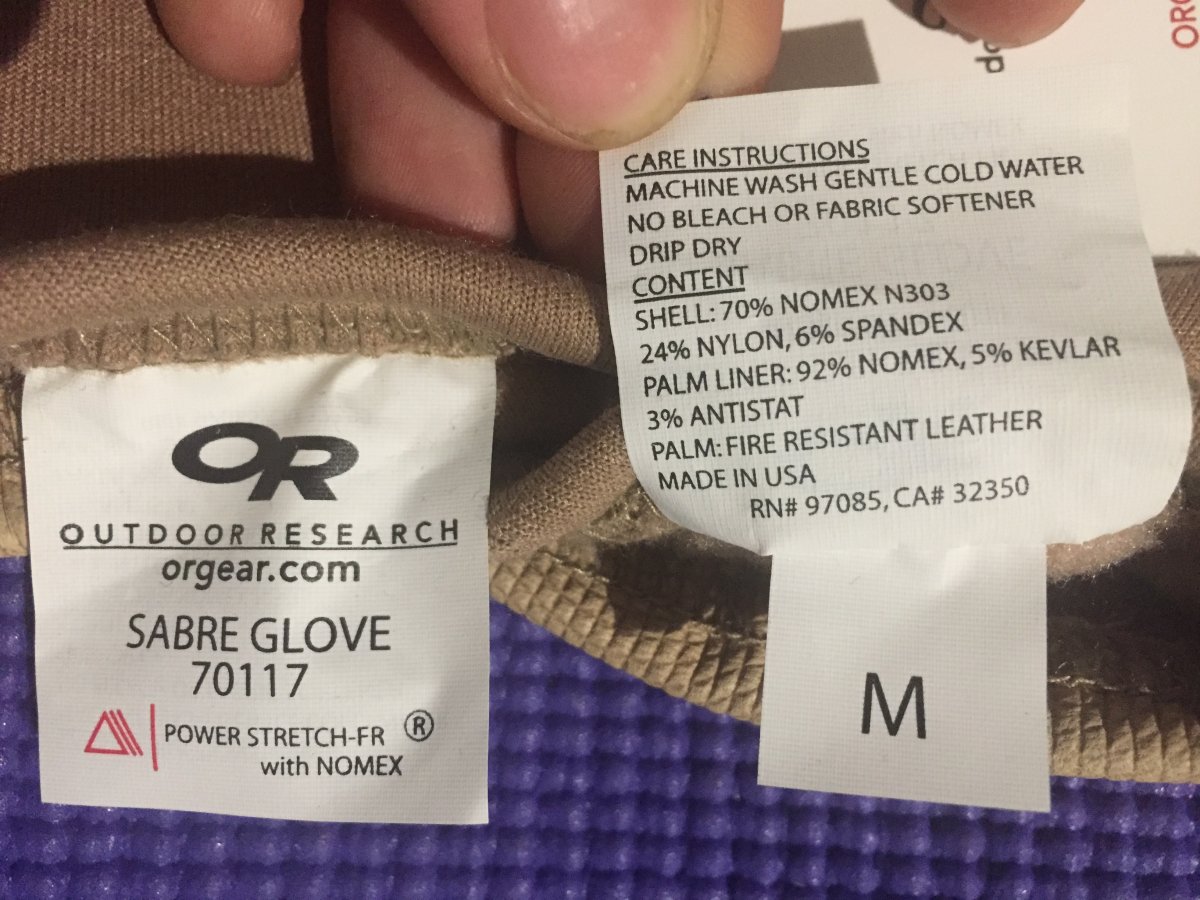 OR
OUTDOOR RESEARCH
orgear.com
SABRE GLOVE
70117
POWER STRETCH-FR ®
with NOMEX
CARE INSTRUCTIONS
MACHINE WASH GENTLE COLD WATER
NO BLEACH OR FABRIC SOFTENER
DRIP DRY
CONTENT
SHELL: 70% NOMEX N303
24% NYLON, 6% SPANDEX
PALM LINER: 92% NOMEX, 5% KEVLAR
3% ANTISTAT
PALM: FIRE RESISTANT LEATHER
MADE IN USA
RN# 97085, CA# 32350
M